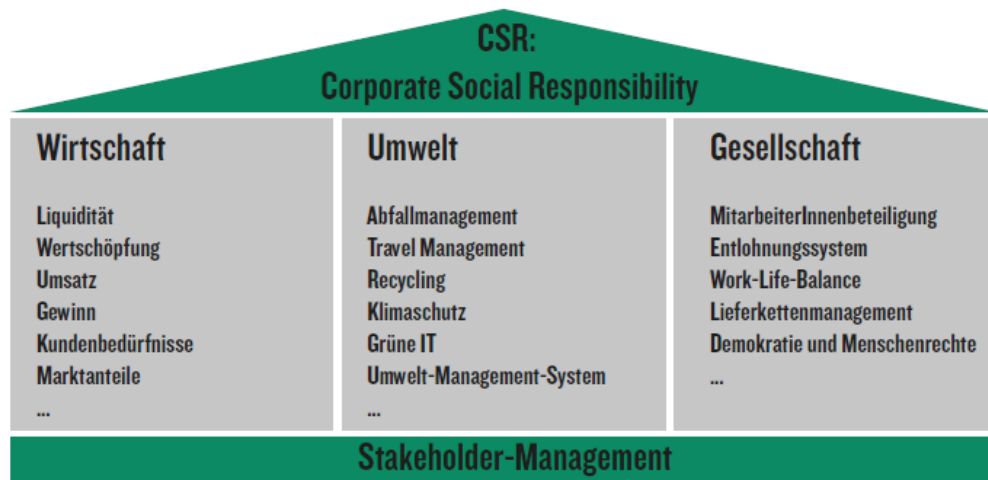 CSR:
Corporate Social Responsibility
Wirtschaft
Liquidität
Wertschöpfung
Umsatz
Gewinn
Kundenbedürfnisse
Marktanteile
...
Umwelt
Abfallmanagement
Travel Management
Recycling
Klimaschutz
Grüne IT
Umwelt-Management-System
...
Gesellschaft
MitarbeiterInnenbeteiligung
Entlohnungssystem
Work-Life-Balance
Lieferkettenmanagement
Demokratie und Menschenrechte
...
Stakeholder-Management